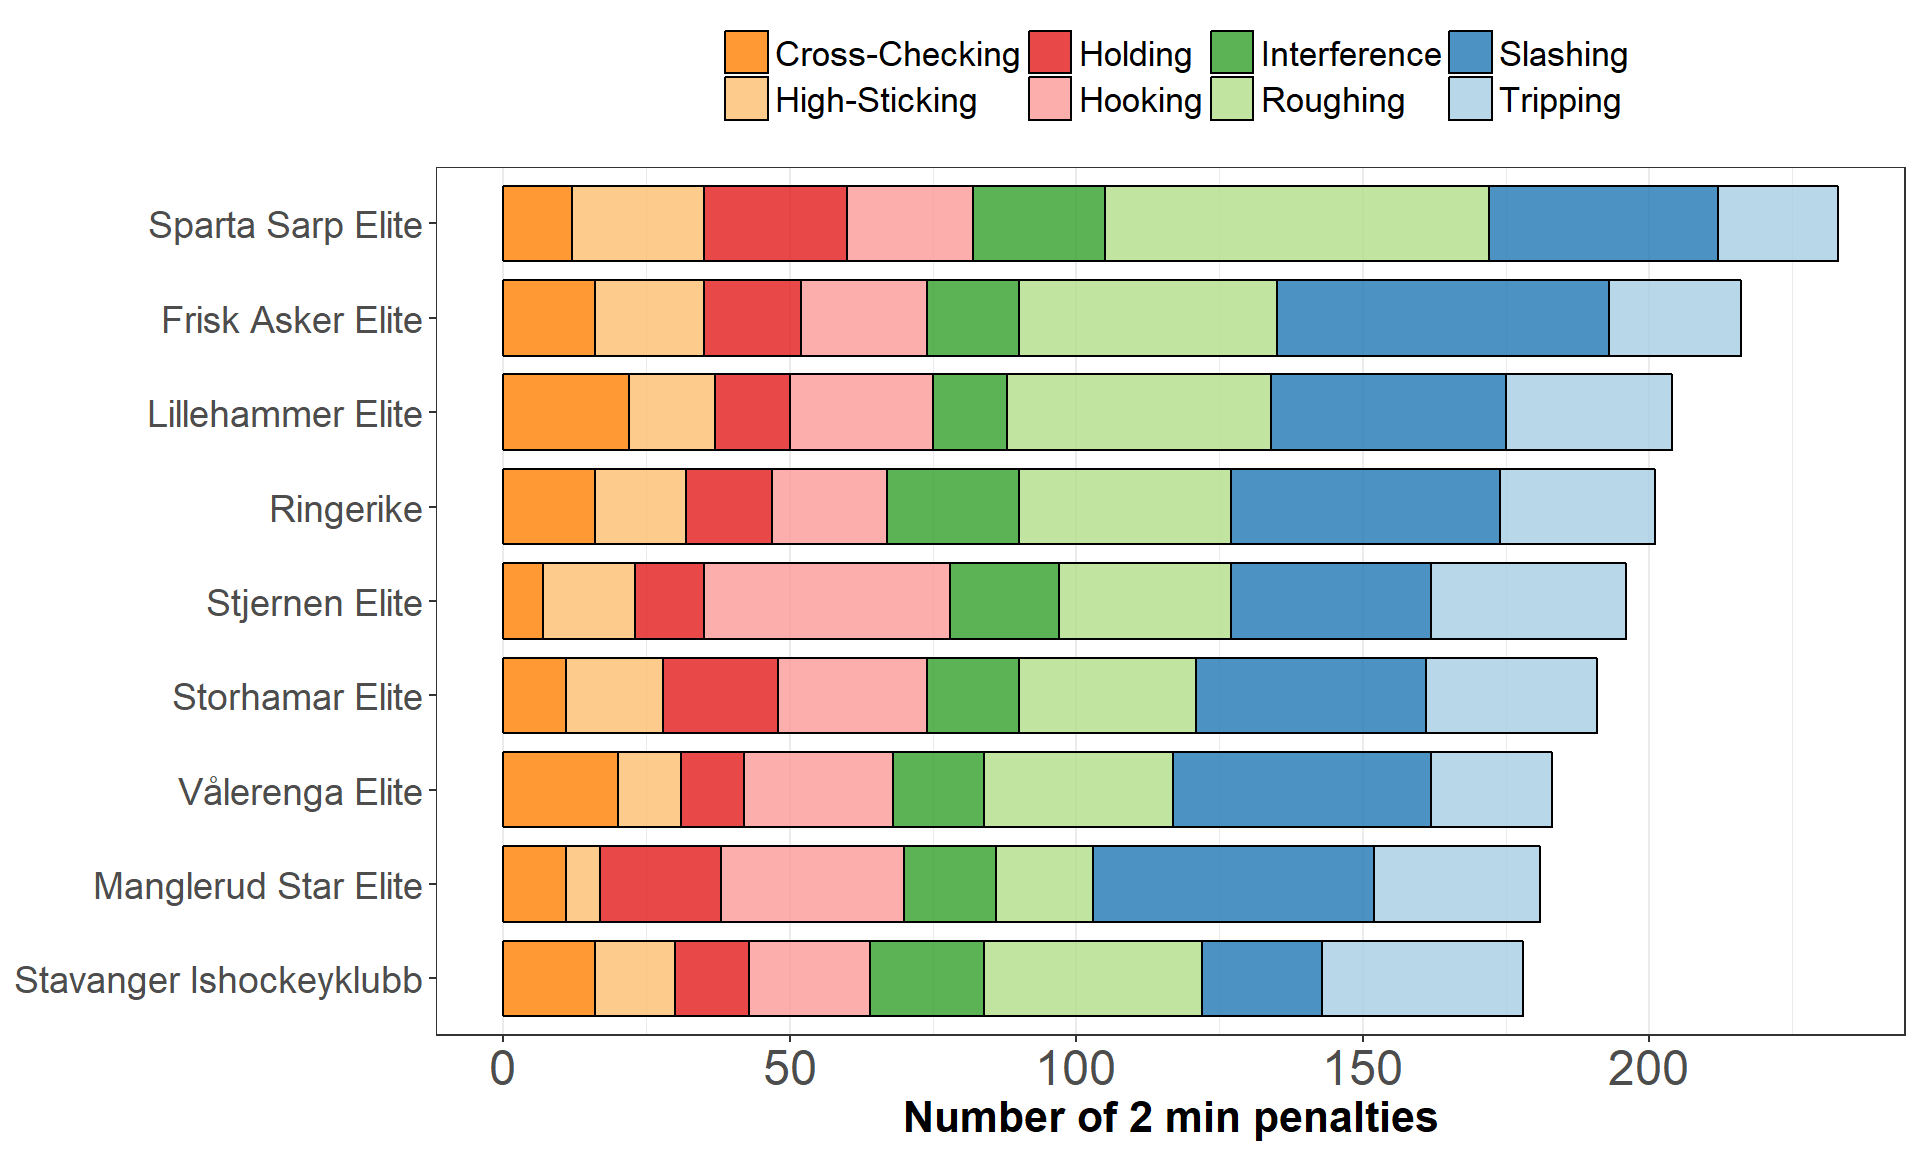 Cross-Checking Holding Interference Slashing
High-Sticking Hooking Roughing Tripping
Sparta Sarp Elite
Frisk Asker Elite
Lillehammer Elite
Ringerike
Stjernen Elite
Storhamar Elite
Vålerenga Elite
Manglerud Star Elite
Stavanger Ishockeyklubb
0 50 100 150 200
Number of 2 min penalties